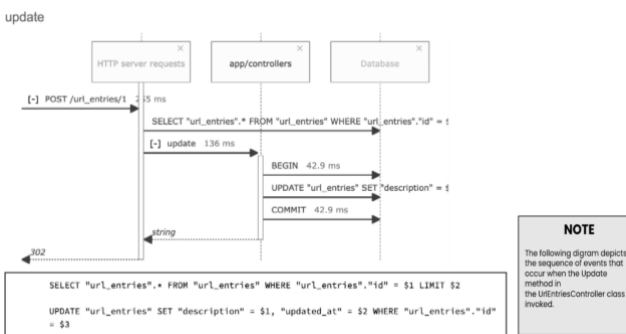 update
HTTP server requests
app/controllers
Database
[-] POST /url_entries/1 ms
SELECT "url_entries".* FROM "url_entries" WHERE "url_entries"."id" =
[-] update 136 ms
BEGIN 42.9 ms
UPDATE "url_entries" SET "description" =
COMMIT 42.9 ms
string
302
SELECT "url_entries".* FROM "url_entries" WHERE "url_entries"."id" = $1 LIMIT $2
UPDATE "url_entries" SET "description" = $1, "updated_at" = $2 WHERE "url_entries"."id"
= $3
NOTE
The following digram depicts
the sequence of events that
occur when the Update
method in
the UrlEntriesController class
invoked.